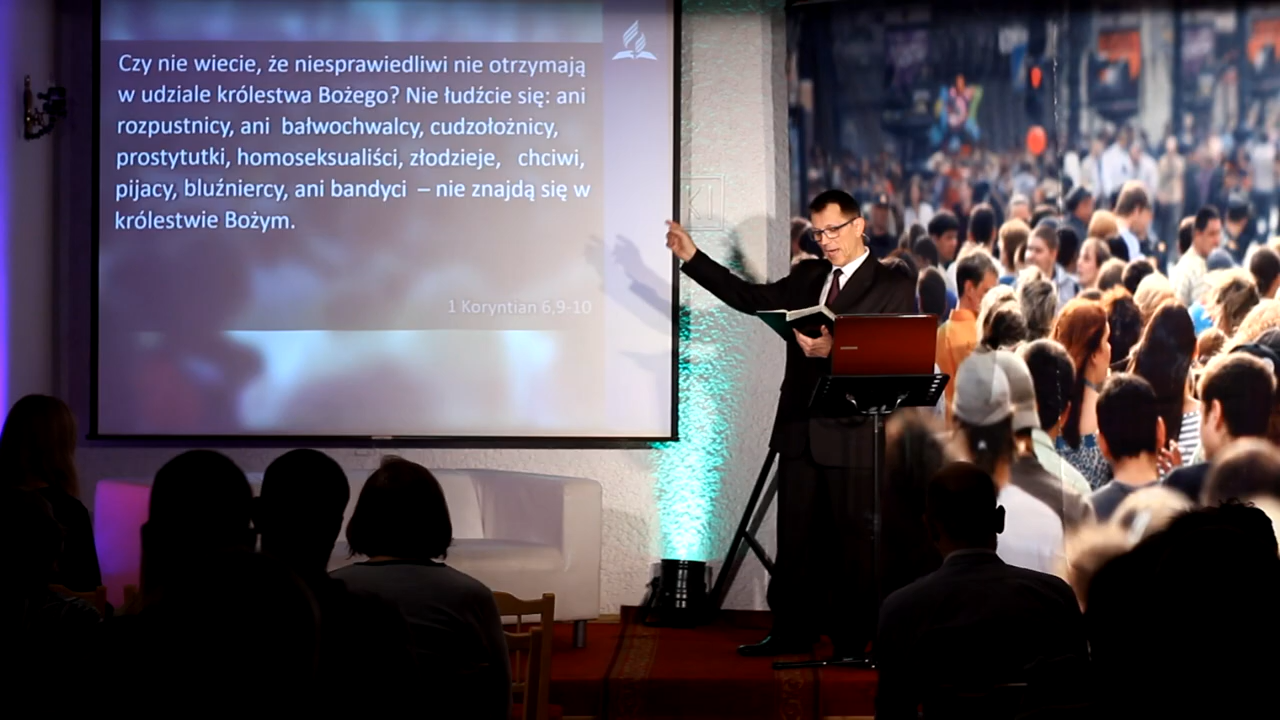 Czy nie wiecie, że niesprawiedliwi nie otrzymają
w udziale królestwa Bożego? Nie łudźcie się: ani
rozpustnicy, ani bałwochwalcy, cudzołożnicy,
prostytutki, homoseksualiści, złodzieje, chciwi,
pijacy, bluźniercy, ani bandyci – nie znajdą się w
królestwie Bożym.
1 Koryntian 6,9-10
KI